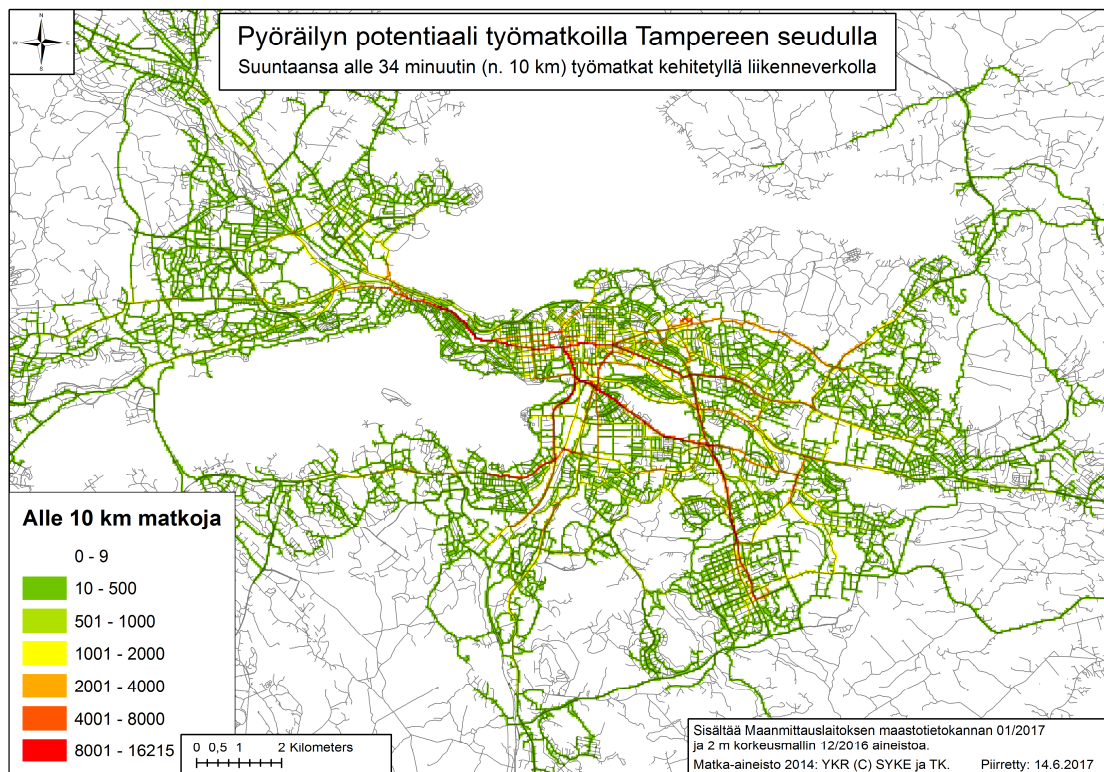 Pyöräilyn potentiaali työmatkoilla Tampereen seudulla
Suuntaansa alle 34 minuutin (n. 10 km) työmatkat kehitetyllä liikenneverkolla
N
W
E
S
Alle 10 km matkoja
0 - 9
10 - 500
501 - 1000
1001 - 2000
2001 - 4000
4001 - 8000
8001 - 16215
0 0,5 1 2 Kilometers
Sisältää Maanmittauslaitoksen maastotietokannan 01/2017
ja 2 m korkeusmallin 12/2016 aineistoa.
Matka-aineisto 2014: YKR (C) SYKE ja TK. Piirretty: 14.6.2017